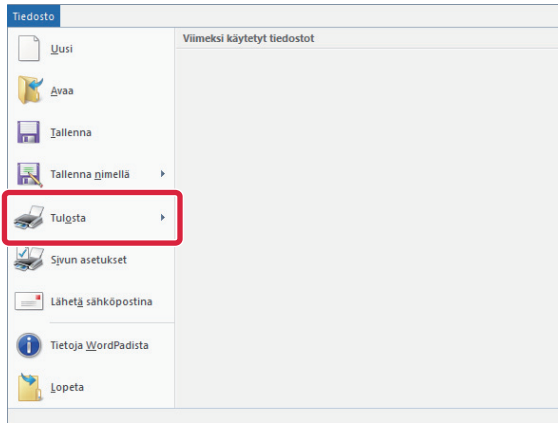 Tiedosto
Viimeksi käytetyt tiedostot
Uusi
Avaa
Tallenna
Tallenna nimellä
Tulosta
Sivun asetukset
Lähetä sähköpostina
Tietoja WordPadista
Lopeta